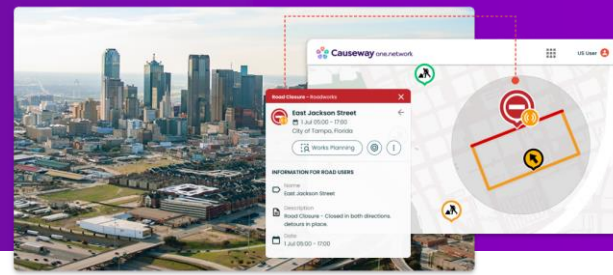 Causeway one.network
US User
Road Closure - Roadworks
East Jackson Street
1 Jul 05:00 - 17:00
City of Tampa, Florida
Works Planning
INFORMATION FOR ROAD USERS
Name
East Jackson Street
Description
Road Closure - Closed in both directions
detours in place.
Date
1 Jul 05:00 - 17:00